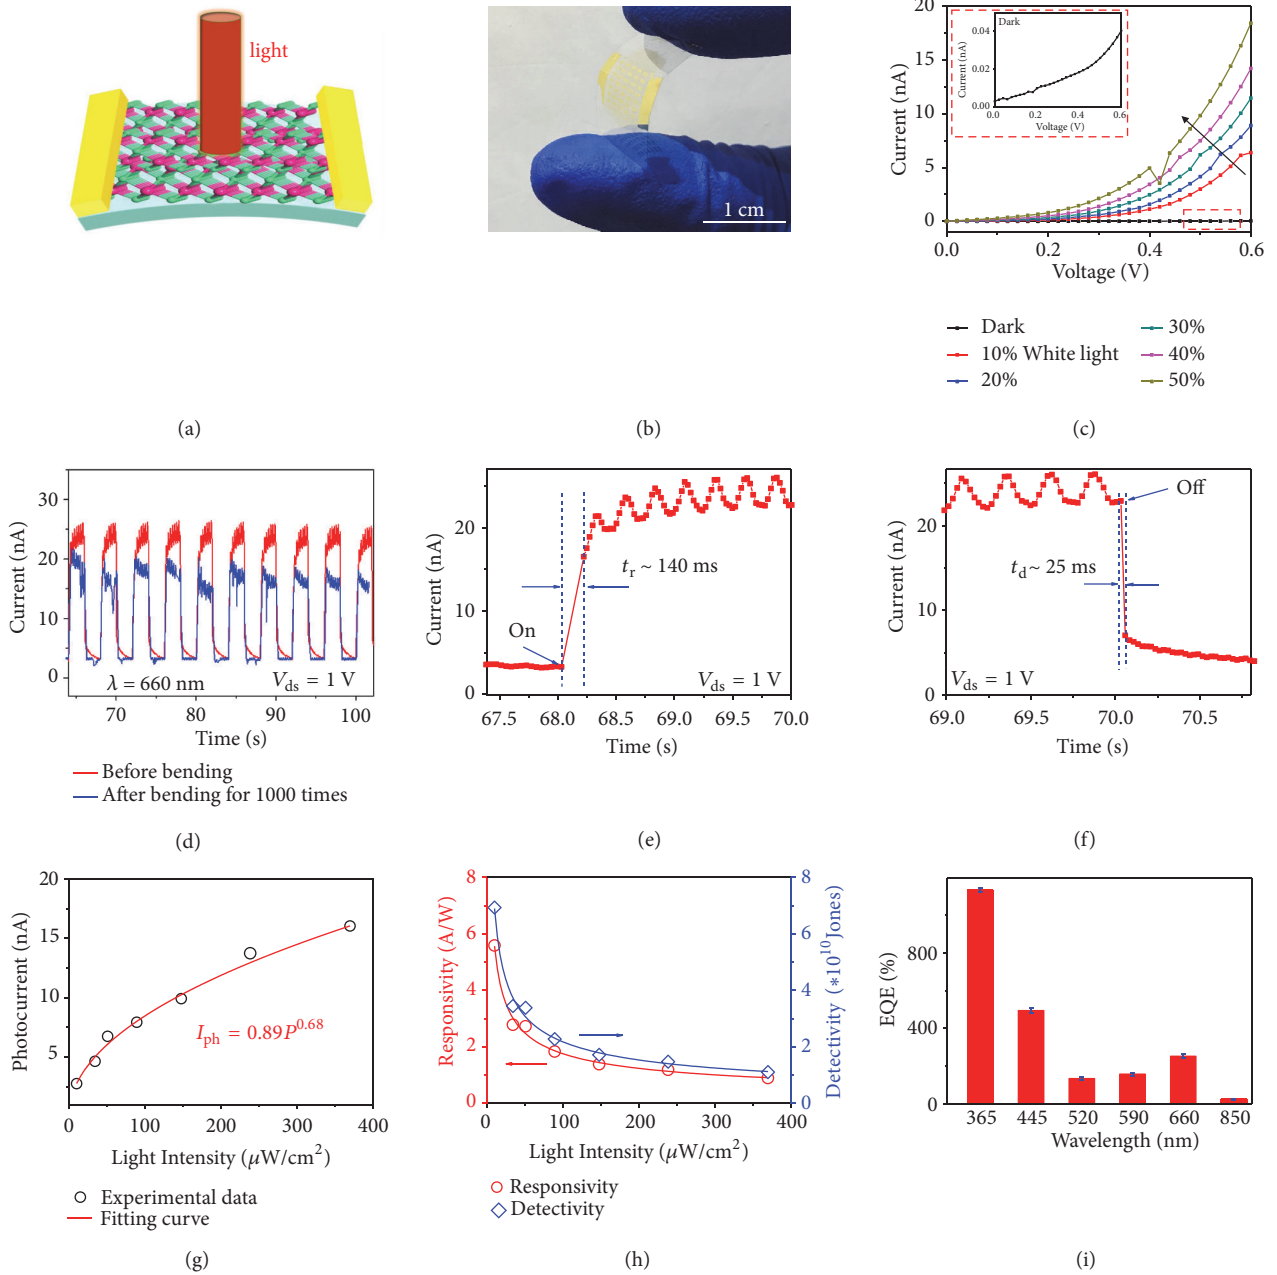 light
(a)
1 cm
(b)
Current (nA)
20
15
10
5
0
0.0
0.2
0.4
0.6
Voltage (V)
Dark
Current (nA)
0.04
0.02
0.00
0.0
0.2
0.4
0.6
Voltage (V)
Dark
10% White light
20%
30%
40%
50%
(c)
Current (nA)
30
20
10
0
λ = 660 nm
V_ds = 1 V
70
80
90
100
Time (s)
Before bending
After bending for 1000 times
(d)
Current (nA)
20
10
0
t_r ~ 140 ms
On
V_ds = 1 V
67.5
68.0
68.5
69.0
69.5
70.0
Time (s)
(e)
Current (nA)
20
10
0
Off
t_d ~ 25 ms
V_ds = 1 V
69.0
69.5
70.0
70.5
Time (s)
(f)
Photocurrent (nA)
20
15
10
5
I_ph = 0.89P^0.68
0
100
200
300
400
Light Intensity (μW/cm²)
Experimental data
Fitting curve
(g)
Responsivity (A/W)
8
6
4
2
0
8
7
6
5
4
3
2
1
0
Detectivity (*10¹⁰Jones)
0
100
200
300
400
Light Intensity (μW/cm²)
Responsivity
Detectivity
(h)
EQE (%)
800
400
0
365
445
520
590
660
850
Wavelength (nm)
(i)